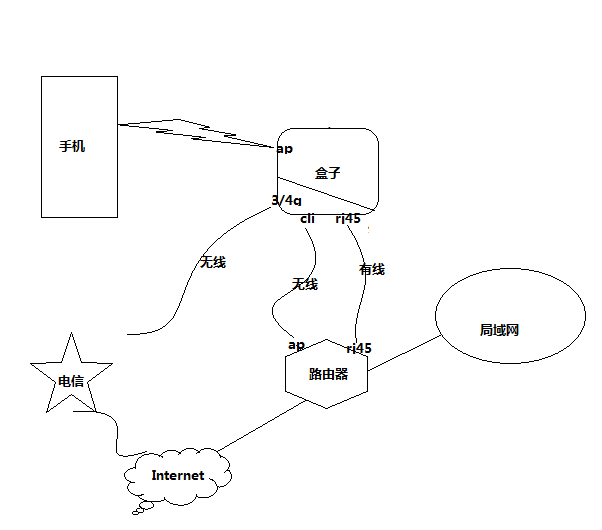 手机
ap
盒子
3/4g
cli
rj45
无线
无线
有线
ap
rj45
局域网
路由器
电信
Internet